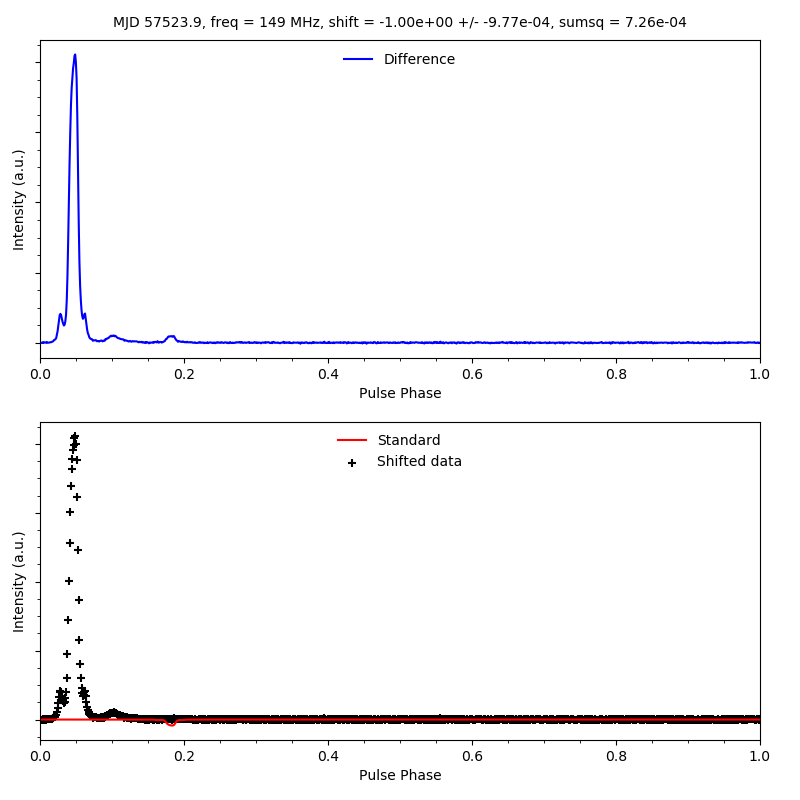 MJD 57523.9, freq = 149 MHz, shift = -1.00e+00 +/- -9.77e-04, sumsq = 7.26e-04
Difference
Intensity (a.u.)
0.0 0.2 0.4 0.6 0.8 1.0
Pulse Phase
Standard
Shifted data
Intensity (a.u.)
0.0 0.2 0.4 0.6 0.8 1.0
Pulse Phase